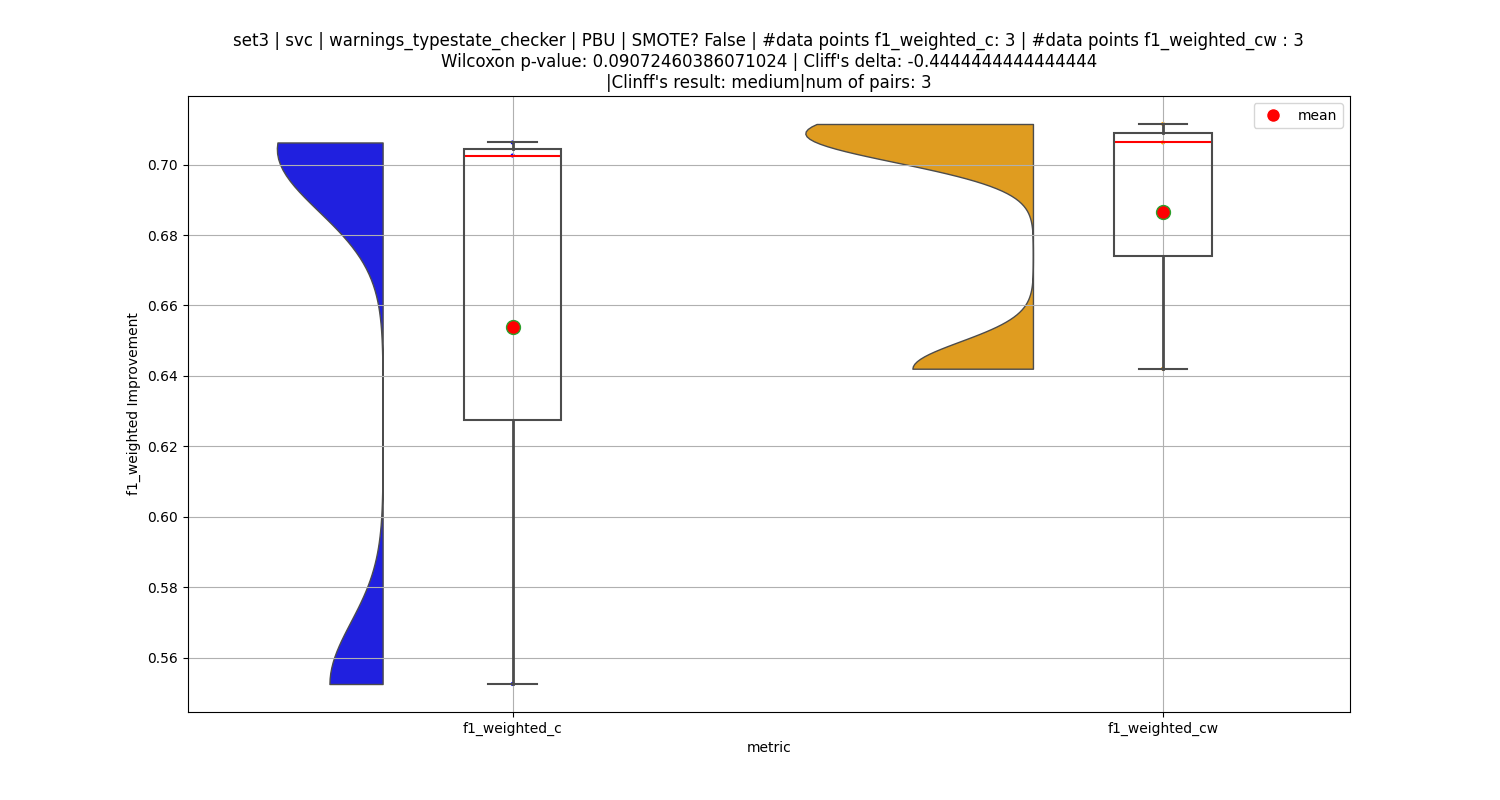 set3 | svc | warnings_typestate_checker | PBU | SMOTE? False | #data points f1_weighted_c: 3 | #data points f1_weighted_cw : 3
Wilcoxon p-value: 0.09072460386071024 | Cliff's delta: -0.4444444444444444
|Clinff's result: medium|num of pairs: 3
mean
0.70
0.68
0.66
0.64
0.62
0.60
0.58
0.56
f1_weighted Improvement
f1_weighted_c
f1_weighted_cw
metric